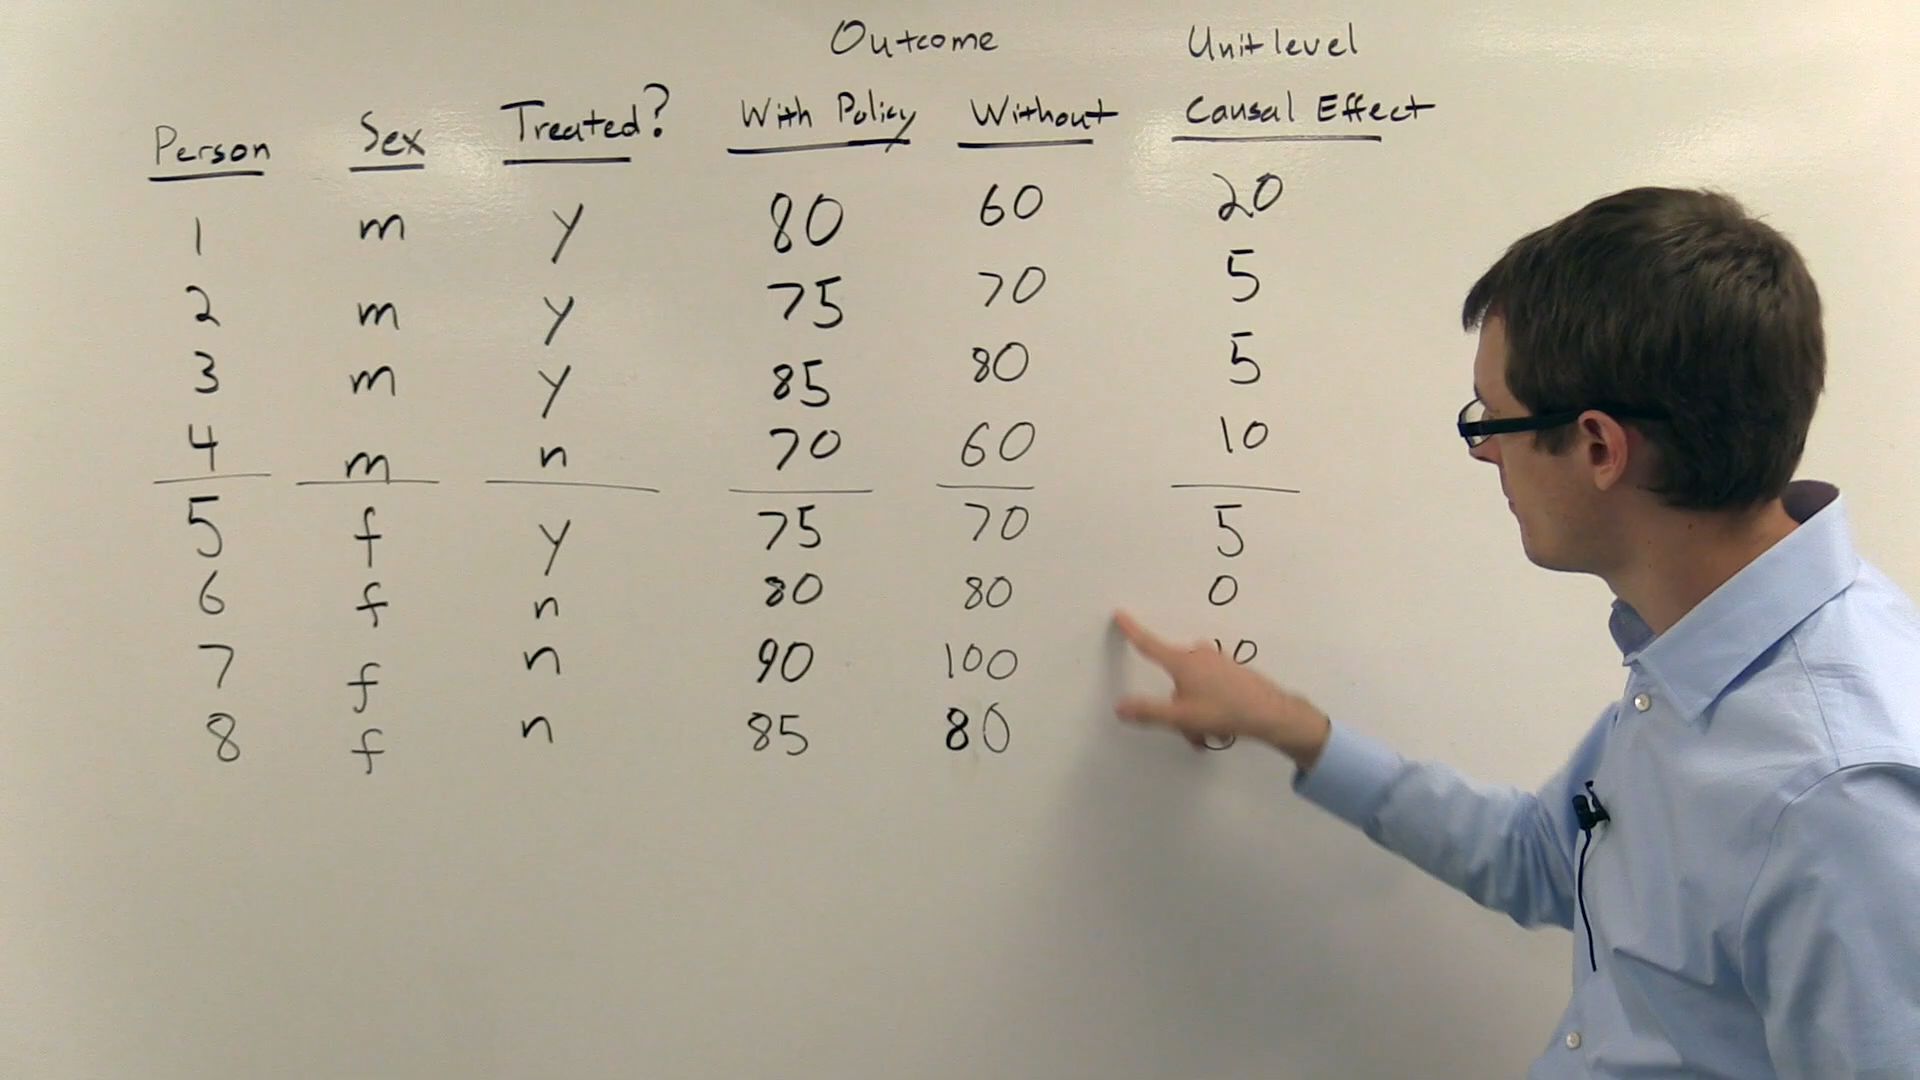 Outcome Unit level
Person Sex Treated? With Policy Without Causal Effect
1 m y 80 60 20
2 m y 75 70 5
3 m y 85 80 5
4 m n 70 60 10
5 f y 75 70 5
6 f n 80 80 0
7 f n 90 100
8 f n 85 80